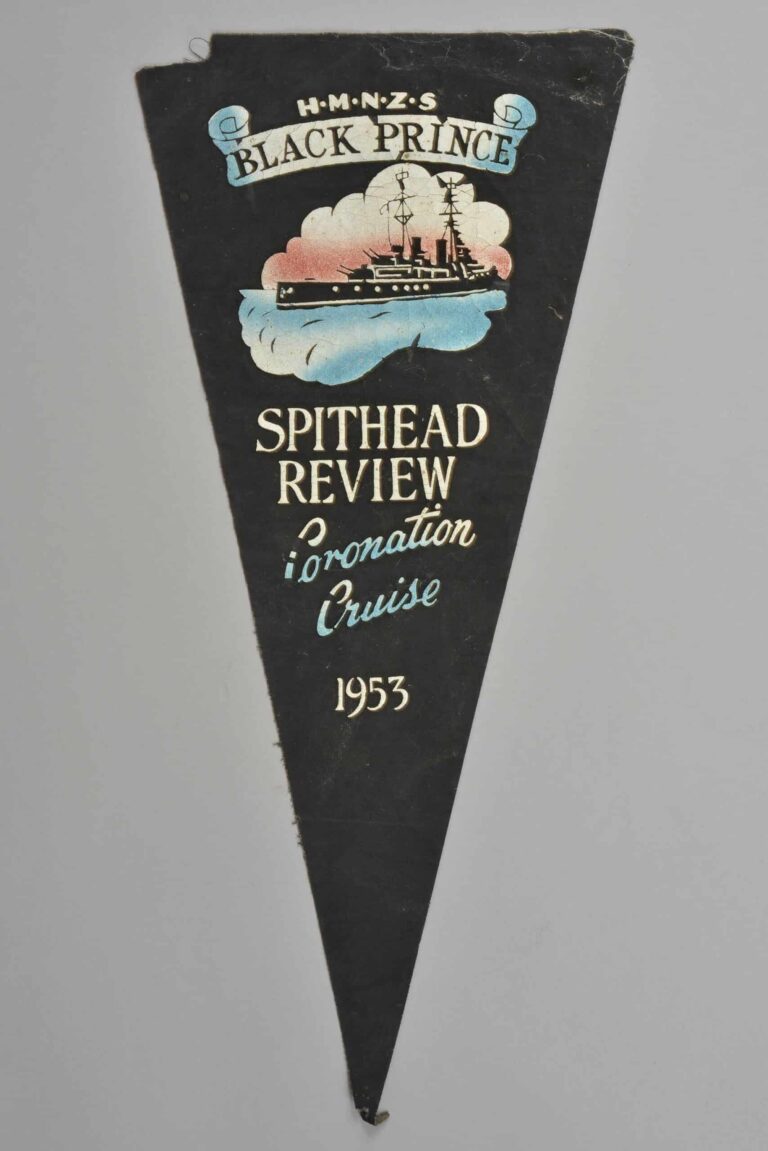 H·M·N·Z·S
BLACK PRINCE
SPITHEAD
REVIEW
Coronation
Cruise
1953